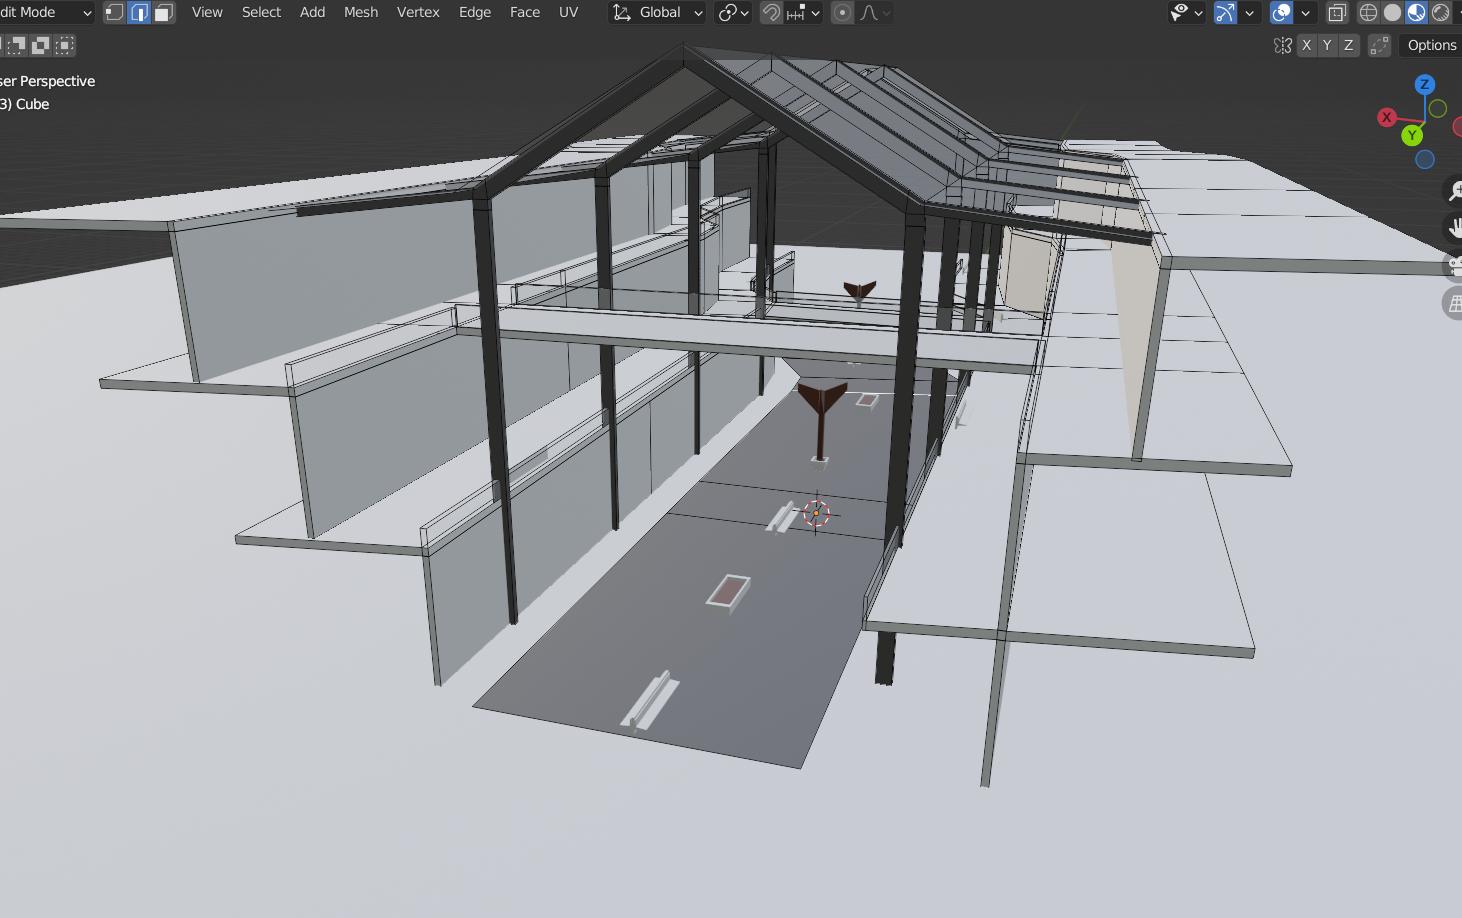 dit Mode View Select Add Mesh Vertex Edge Face UV Global
X Y Z Options
ser Perspective
3) Cube
Z
X
Y